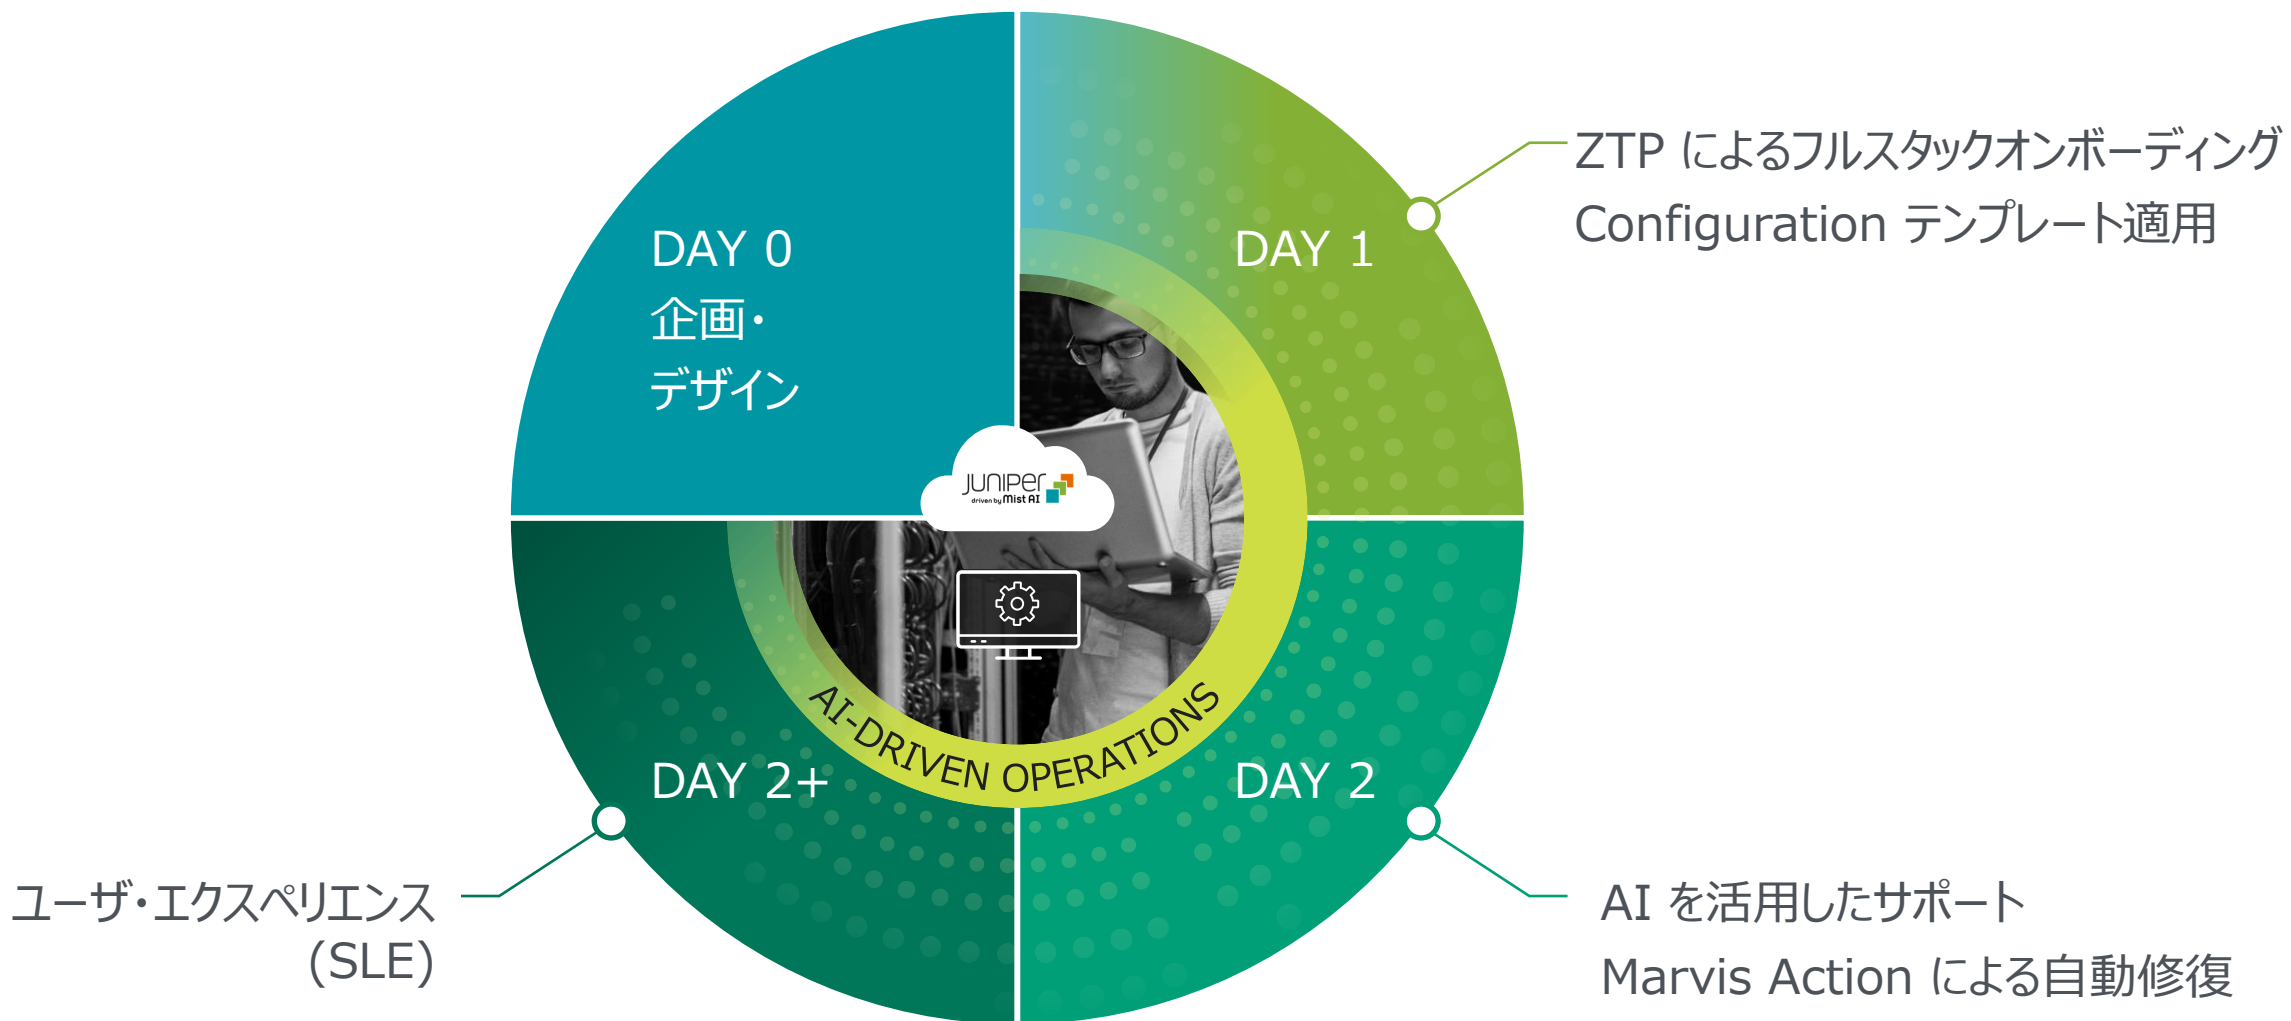 DAY 0
企画・
デザイン
DAY 1
ZTP によるフルスタックオンボーディング
Configuration テンプレート適用
JUNIPER
driven by Mist AI
AI-DRIVEN OPERATIONS
DAY 2+
DAY 2
ユーザ・エクスペリエンス
(SLE)
AI を活用したサポート
Marvis Action による自動修復